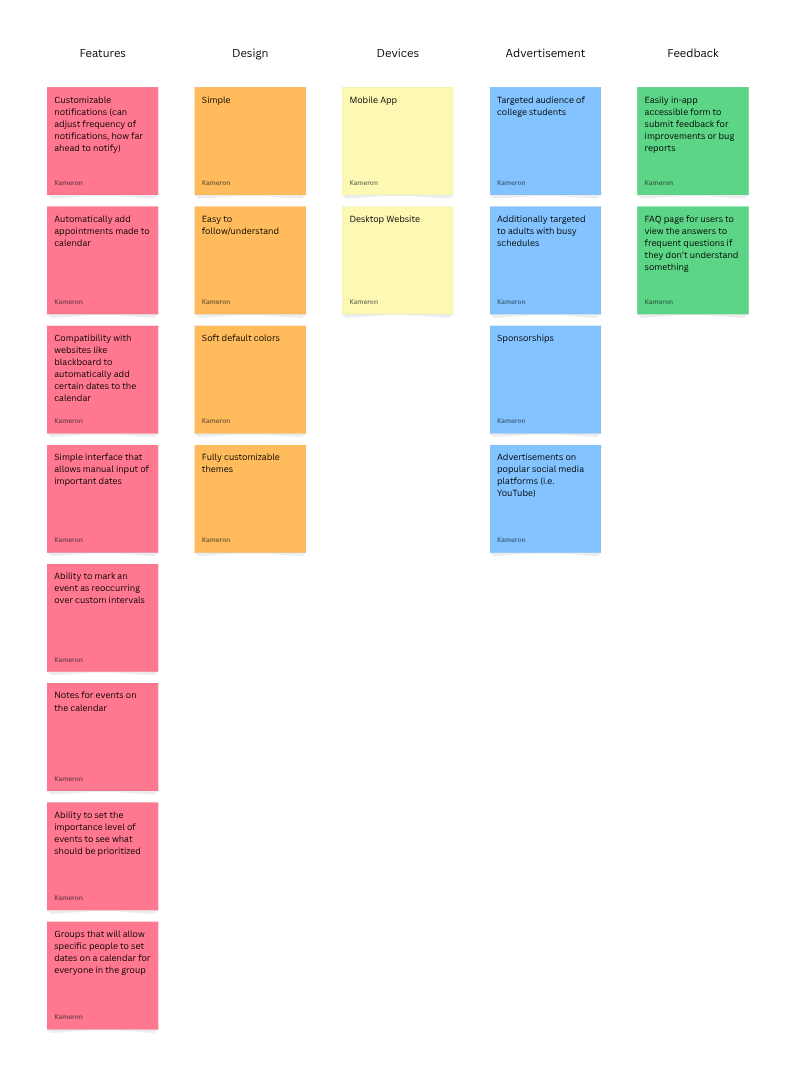 Features
Design
Devices
Advertisement
Feedback
Customizable
notifications (can
adjust frequency of
notifications, how far
ahead to notify)
Kameron
Simple
Kameron
Mobile App
Kameron
Targeted audience of
college students
Kameron
Easily in-app
accessible form to
submit feedback for
improvements or bug
reports
Kameron
Automatically add
appointments made to
calendar
Kameron
Easy to
follow/understand
Kameron
Desktop Website
Kameron
Additionally targeted
to adults with busy
schedules
Kameron
FAQ page for users to
view the answers to
frequent questions if
they don't understand
something
Kameron
Compatibility with
websites like
blackboard to
automatically add
certain dates to the
calendar
Kameron
Soft default colors
Kameron
Sponsorships
Kameron
Simple interface that
allows manual input of
important dates
Kameron
Fully customizable
themes
Kameron
Advertisements on
popular social media
platforms (i.e.
YouTube)
Kameron
Ability to mark an
event as reoccurring
over custom intervals
Kameron
Notes for events on
the calendar
Kameron
Ability to set the
importance level of
events to see what
should be prioritized
Kameron
Groups that will allow
specific people to set
dates on a calendar for
everyone in the group
Kameron